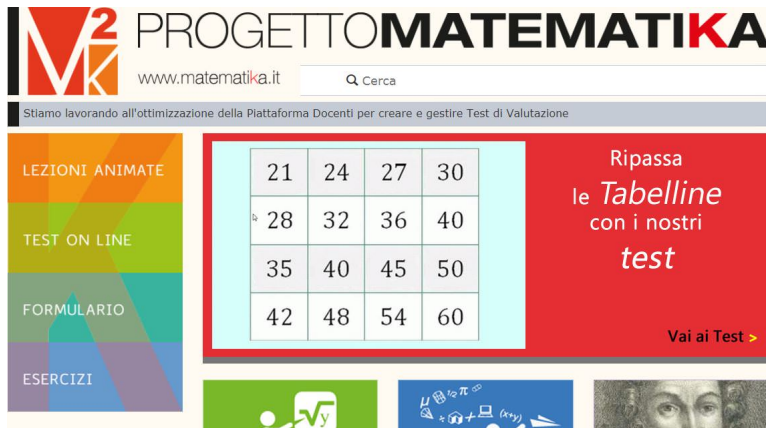 M2K
PROGETTOMATEMATIKA
www.matematika.it
Cerca
Stiamo lavorando all'ottimizzazione della Piattaforma Docenti per creare e gestire Test di Valutazione
LEZIONI ANIMATE
TEST ON LINE
FORMULARIO
ESERCIZI
21 24 27 30
28 32 36 40
35 40 45 50
42 48 54 60
Ripassa
le Tabelline
con i nostri
test
Vai ai Test >
√y